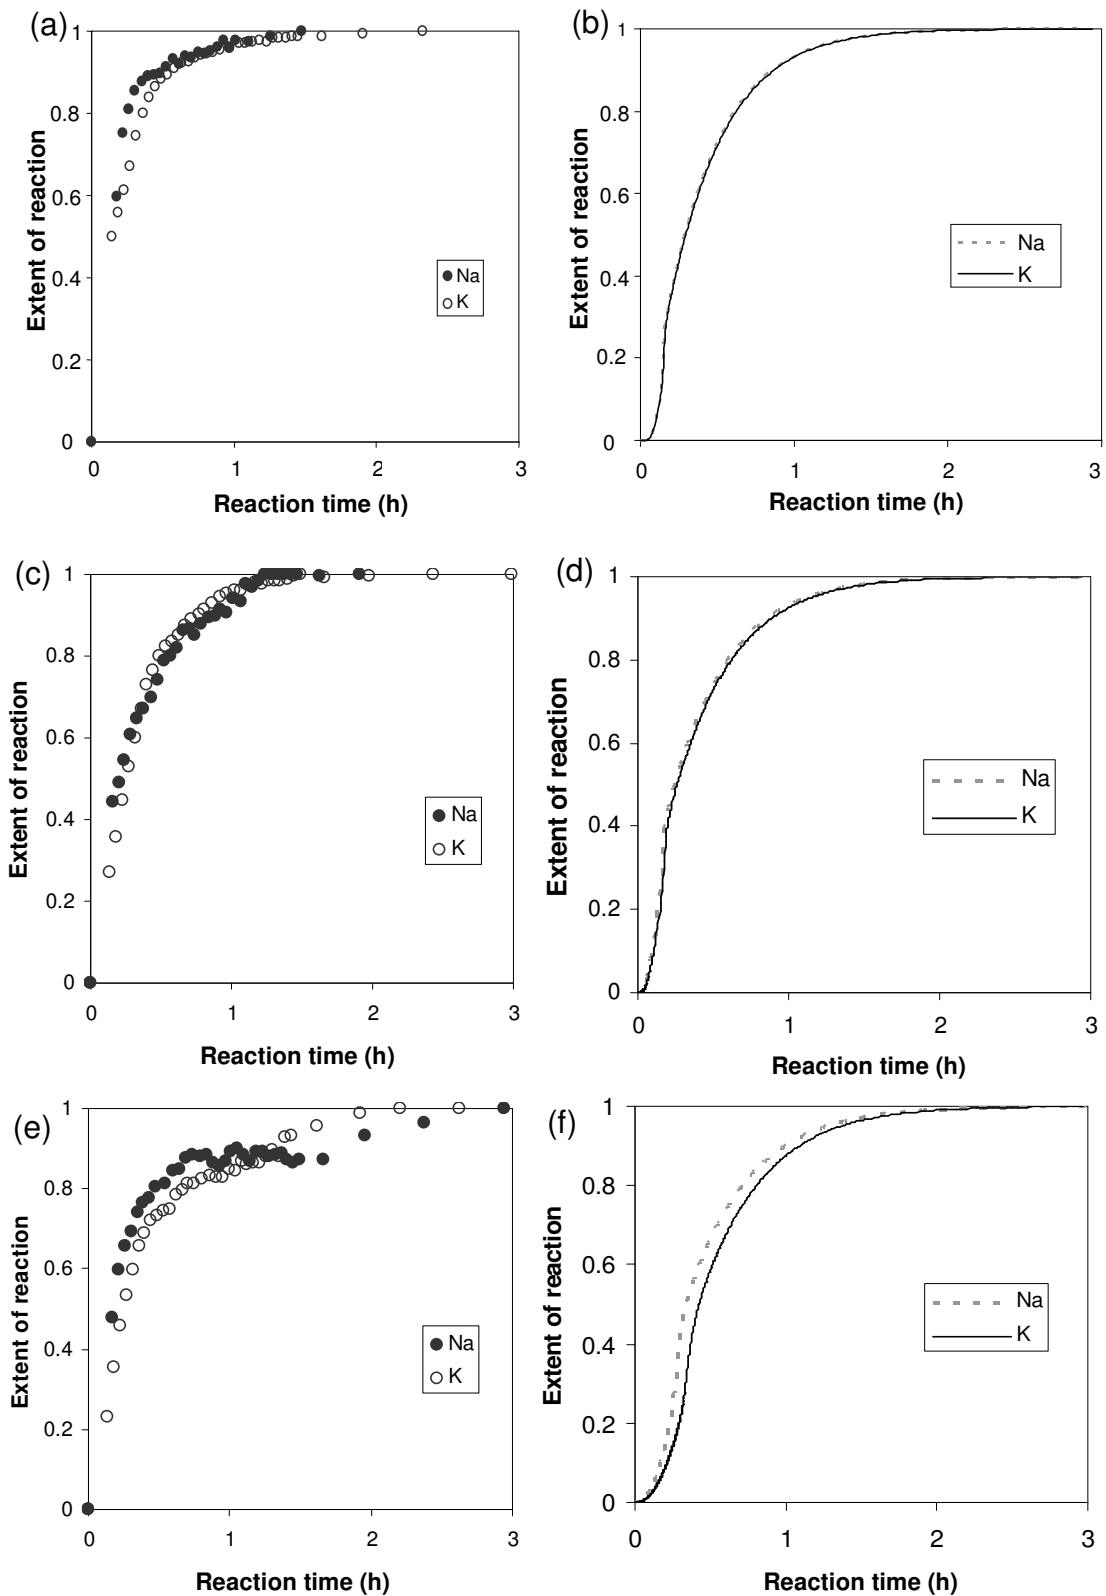 (a)
Extent of reaction
1
0.8
0.6
0.4
0.2
0
0
1
2
3
Reaction time (h)
Na
K
(b)
Extent of reaction
1
0.8
0.6
0.4
0.2
0
0
1
2
3
Reaction time (h)
Na
K
(c)
Extent of reaction
1
0.8
0.6
0.4
0.2
0
0
1
2
3
Reaction time (h)
Na
K
(d)
Extent of reaction
1
0.8
0.6
0.4
0.2
0
0
1
2
3
Reaction time (h)
Na
K
(e)
Extent of reaction
1
0.8
0.6
0.4
0.2
0
0
1
2
3
Reaction time (h)
Na
K
(f)
Extent of reaction
1
0.8
0.6
0.4
0.2
0
0
1
2
3
Reaction time (h)
Na
K